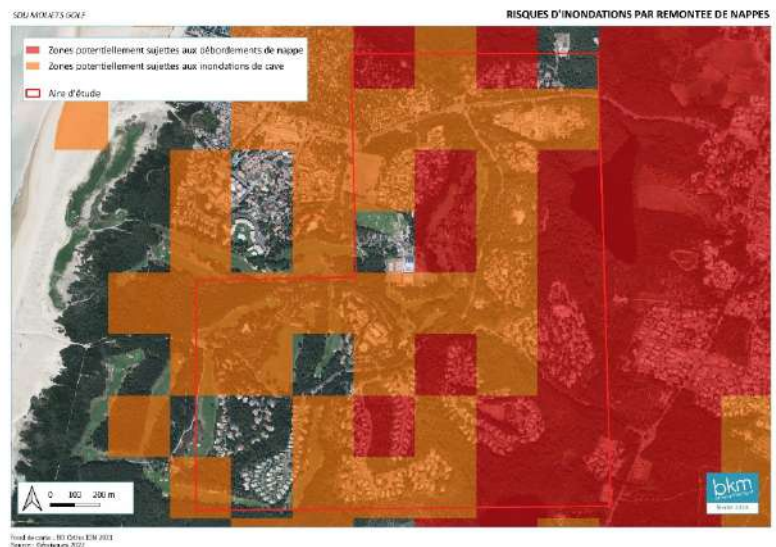 SDU MOLIETS GOLF
RISQUES D'INONDATIONS PAR REMONTEE DE NAPPES
Zones potentiellement sujettes aux débordements de nappe
Zones potentiellement sujettes aux inondations de cave
Aire d'étude
0 100 200 m
bkm
Fond de carte : BD Ortho IGN 2021
Source : Géorisques 2022